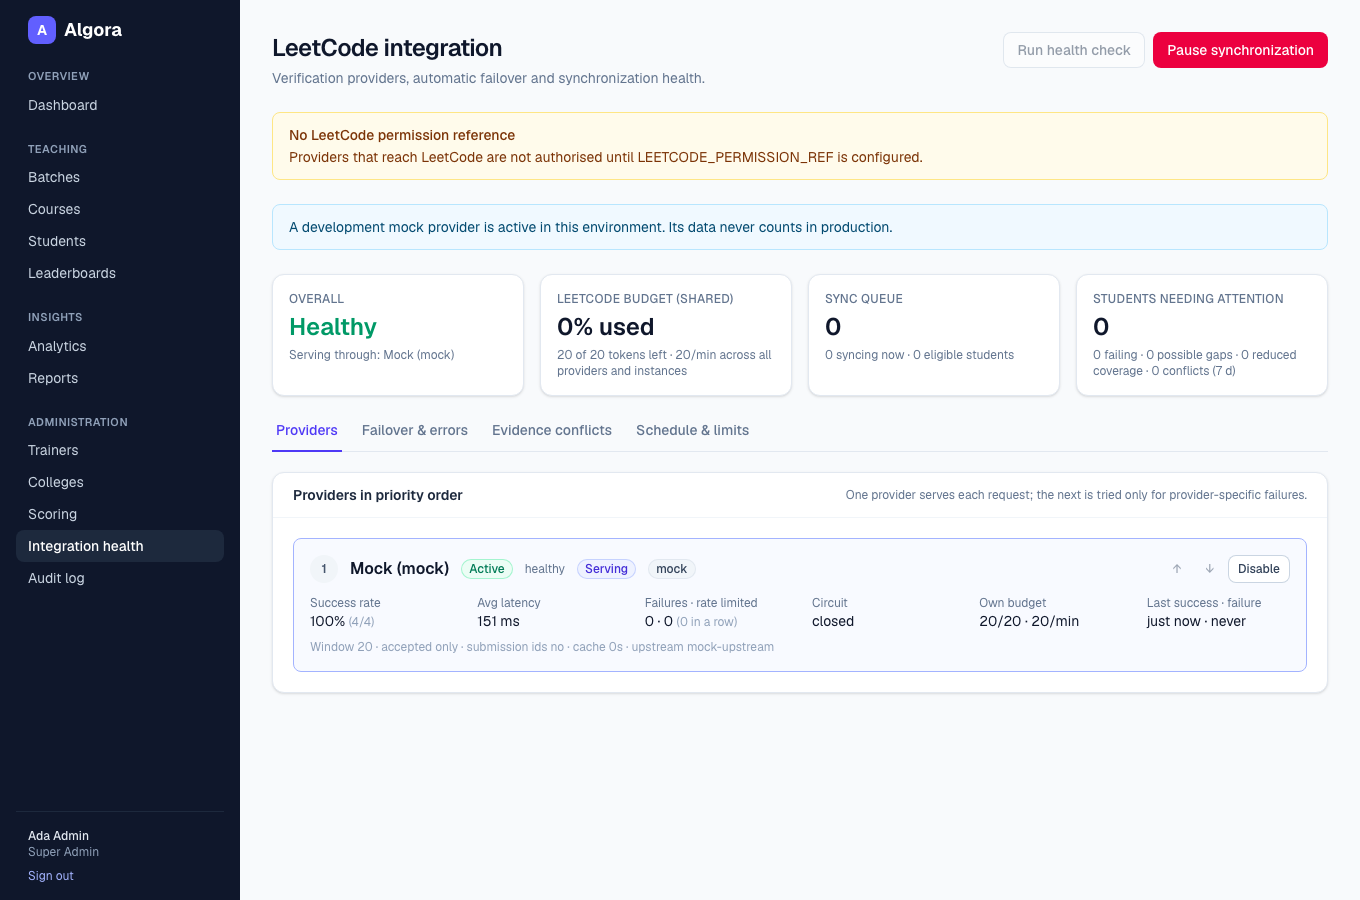 A Algora
OVERVIEW
Dashboard
TEACHING
Batches
Courses
Students
Leaderboards
INSIGHTS
Analytics
Reports
ADMINISTRATION
Trainers
Colleges
Scoring
Integration health
Audit log
Ada Admin
Super Admin
Sign out
LeetCode integration
Verification providers, automatic failover and synchronization health.
Run health check
Pause synchronization
No LeetCode permission reference
Providers that reach LeetCode are not authorised until LEETCODE_PERMISSION_REF is configured.
A development mock provider is active in this environment. Its data never counts in production.
OVERALL
Healthy
Serving through: Mock (mock)
LEETCODE BUDGET (SHARED)
0% used
20 of 20 tokens left · 20/min across all
providers and instances
SYNC QUEUE
0
0 syncing now · 0 eligible students
STUDENTS NEEDING ATTENTION
0
0 failing · 0 possible gaps · 0 reduced
coverage · 0 conflicts (7 d)
Providers
Failover & errors
Evidence conflicts
Schedule & limits
Providers in priority order
One provider serves each request; the next is tried only for provider-specific failures.
1 Mock (mock) Active healthy Serving mock ↑ ↓ Disable
Success rate
100% (4/4)
Avg latency
151 ms
Failures · rate limited
0 · 0 (0 in a row)
Circuit
closed
Own budget
20/20 · 20/min
Last success · failure
just now · never
Window 20 · accepted only · submission ids no · cache 0s · upstream mock-upstream